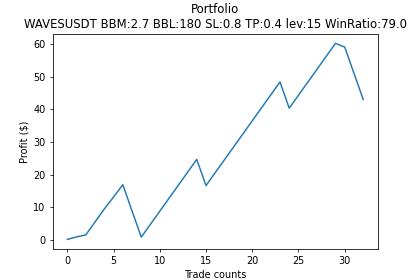 Portfolio
WAVESUSDT BBM:2.7 BBL:180 SL:0.8 TP:0.4 lev:15 WinRatio:79.0
60
50
40
30
20
10
0
Profit ($)
0 5 10 15 20 25 30
Trade counts